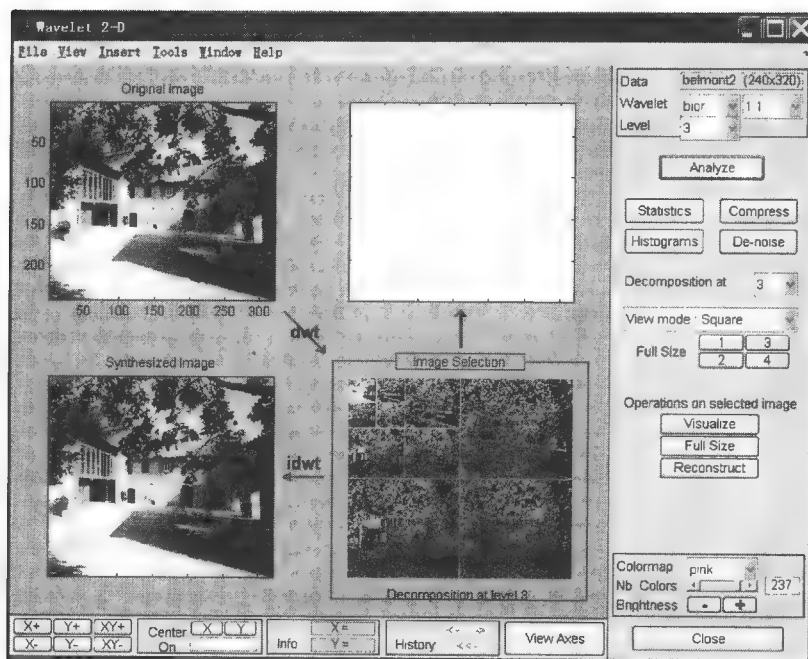 Wavelet 2-D
File View Insert Tools Window Help
Original Image
50
100
150
200
50 100 150 200 250 300
dwt
Synthesized Image
idwt
Image Selection
Decomposition at level 3
Data belmont2 (240x320)
Wavelet bior 1 1
Level 3
Analyze
Statistics Compress
Histograms De-noise
Decomposition at 3
View mode : Square
Full Size 1 3
2 4
Operations on selected image
Visualize
Full Size
Reconstruct
Colormap pink
Nb Colors 237
Brightness - +
X+ Y+ XY+
X- Y- XY-
Center On X Y
Info X = Y =
History <- ->
<<-
View Axes
Close